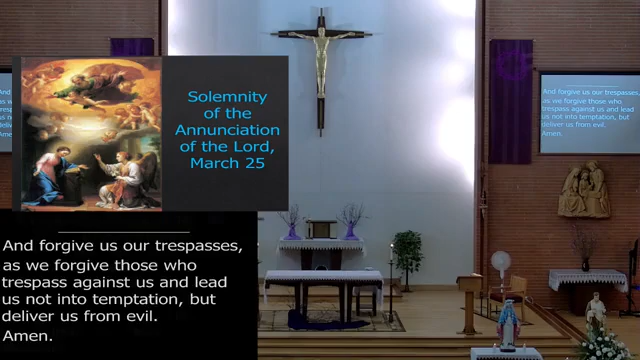 Solemnity
of the
Annunciation
of the Lord,
March 25
And forgive us our trespasses,
as we forgive those who
trespass against us and lead
us not into temptation, but
deliver us from evil.
Amen.
And forgive us our trespasses,
as we forgive those who
trespass against us and lead
us not into temptation, but
deliver us from evil.
Amen.